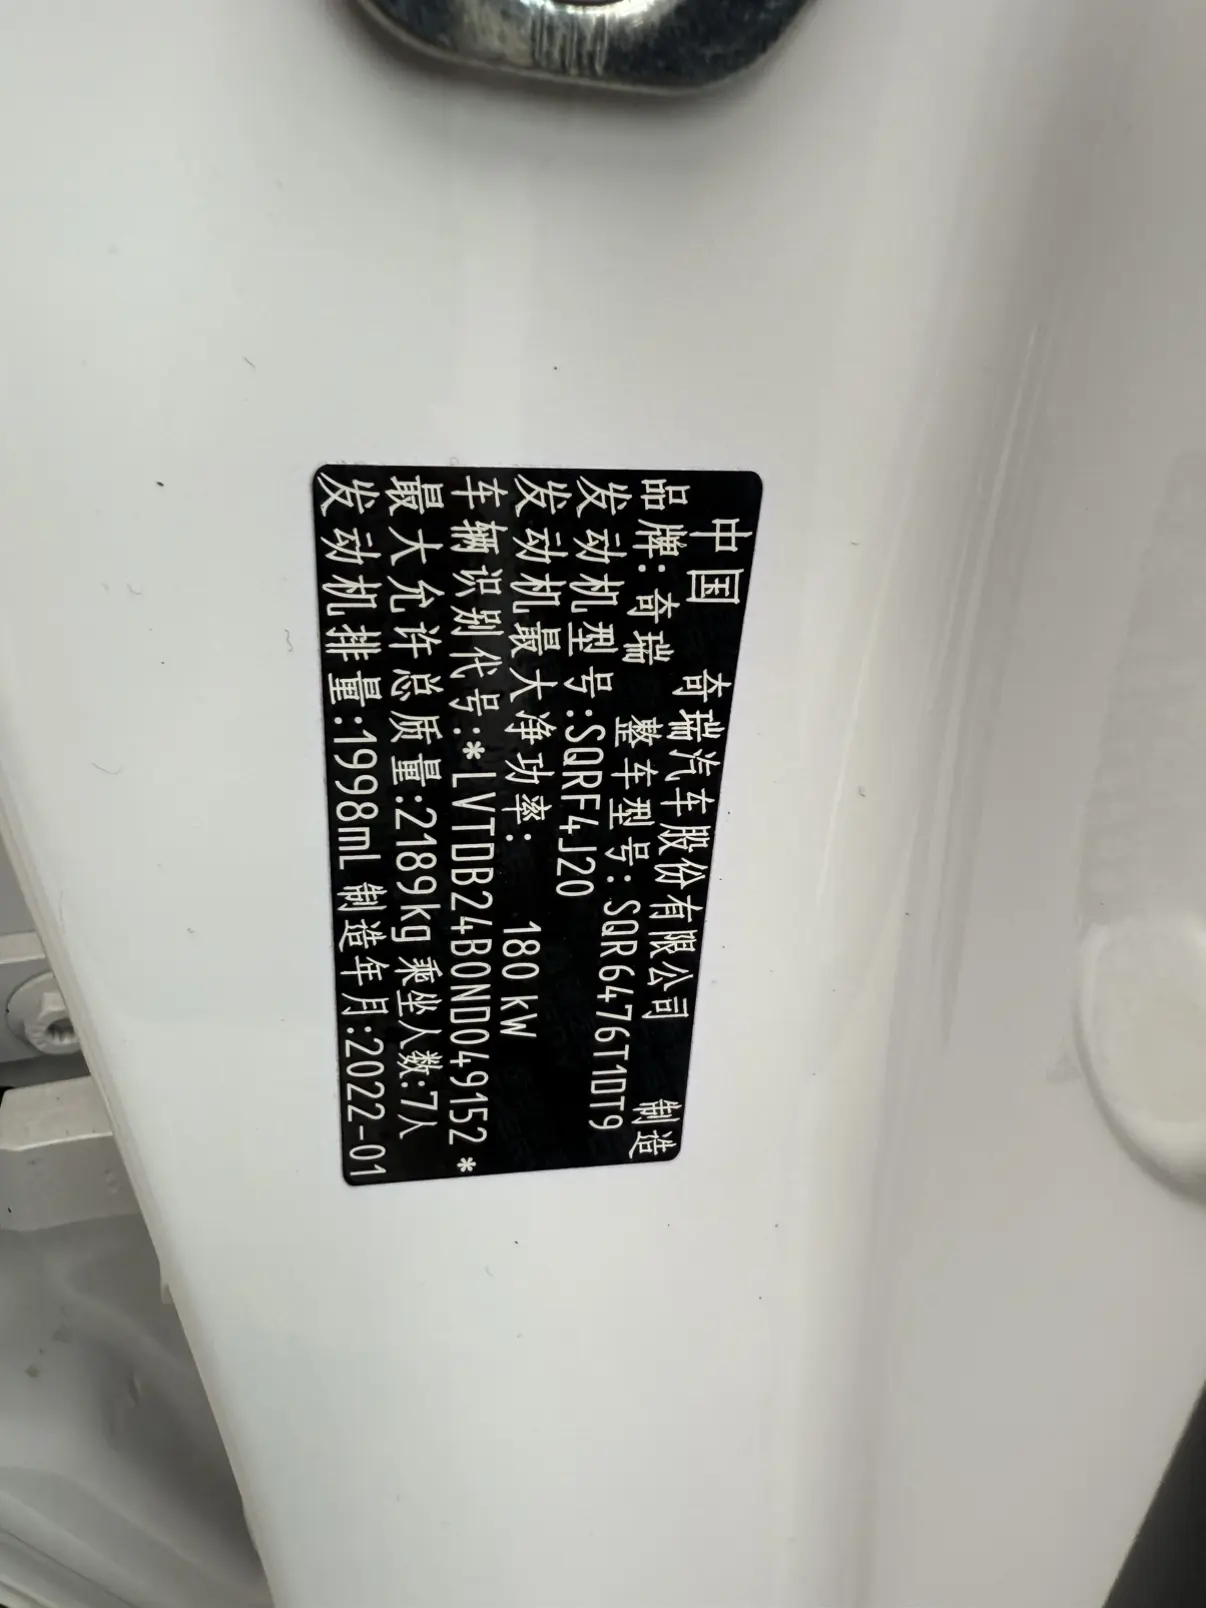 中国 奇瑞汽车股份有限公司 制造
品牌:奇瑞 整车型号:SQR6476T1DT9
发动机型号:SQRF4J20
发动机最大净功率: 180 kW
车辆识别代号:*LVTDB24B0ND049152*
最大允许总质量:2189kg 乘坐人数:7人
发动机排量:1998mL 制造年月:2022-01